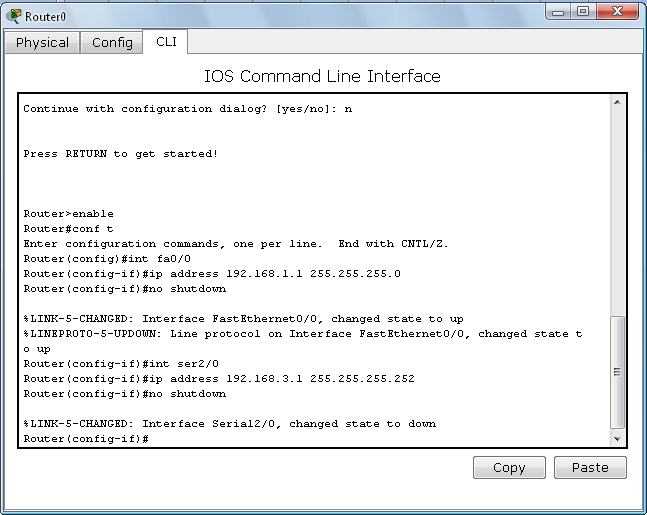 Router0
Physical Config CLI
IOS Command Line Interface
Continue with configuration dialog? [yes/no]: n
Press RETURN to get started!
Router>enable
Router#conf t
Enter configuration commands, one per line.  End with CNTL/Z.
Router(config)#int fa0/0
Router(config-if)#ip address 192.168.1.1 255.255.255.0
Router(config-if)#no shutdown
%LINK-5-CHANGED: Interface FastEthernet0/0, changed state to up
%LINEPROTO-5-UPDOWN: Line protocol on Interface FastEthernet0/0, changed state t
o up
Router(config-if)#int ser2/0
Router(config-if)#ip address 192.168.3.1 255.255.255.252
Router(config-if)#no shutdown
%LINK-5-CHANGED: Interface Serial2/0, changed state to down
Router(config-if)#
Copy Paste